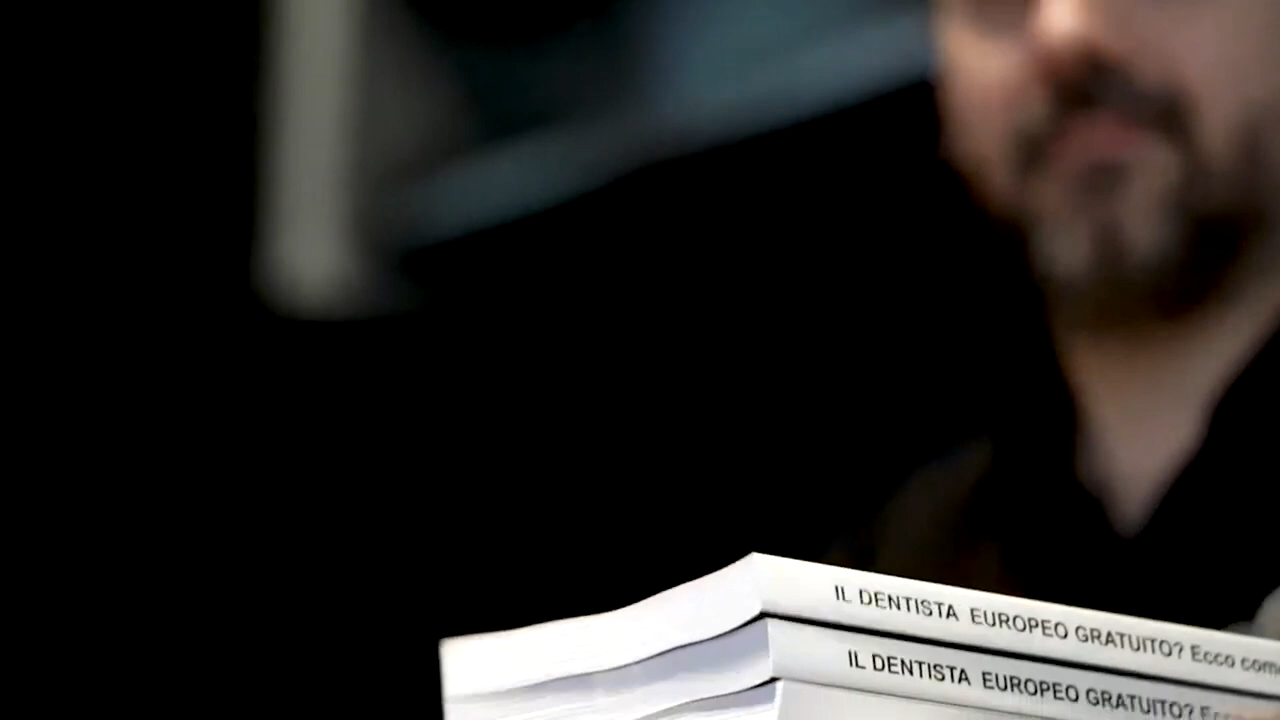 IL DENTISTA EUROPEO GRATUITO? Ecco come
IL DENTISTA EUROPEO GRATUITO?